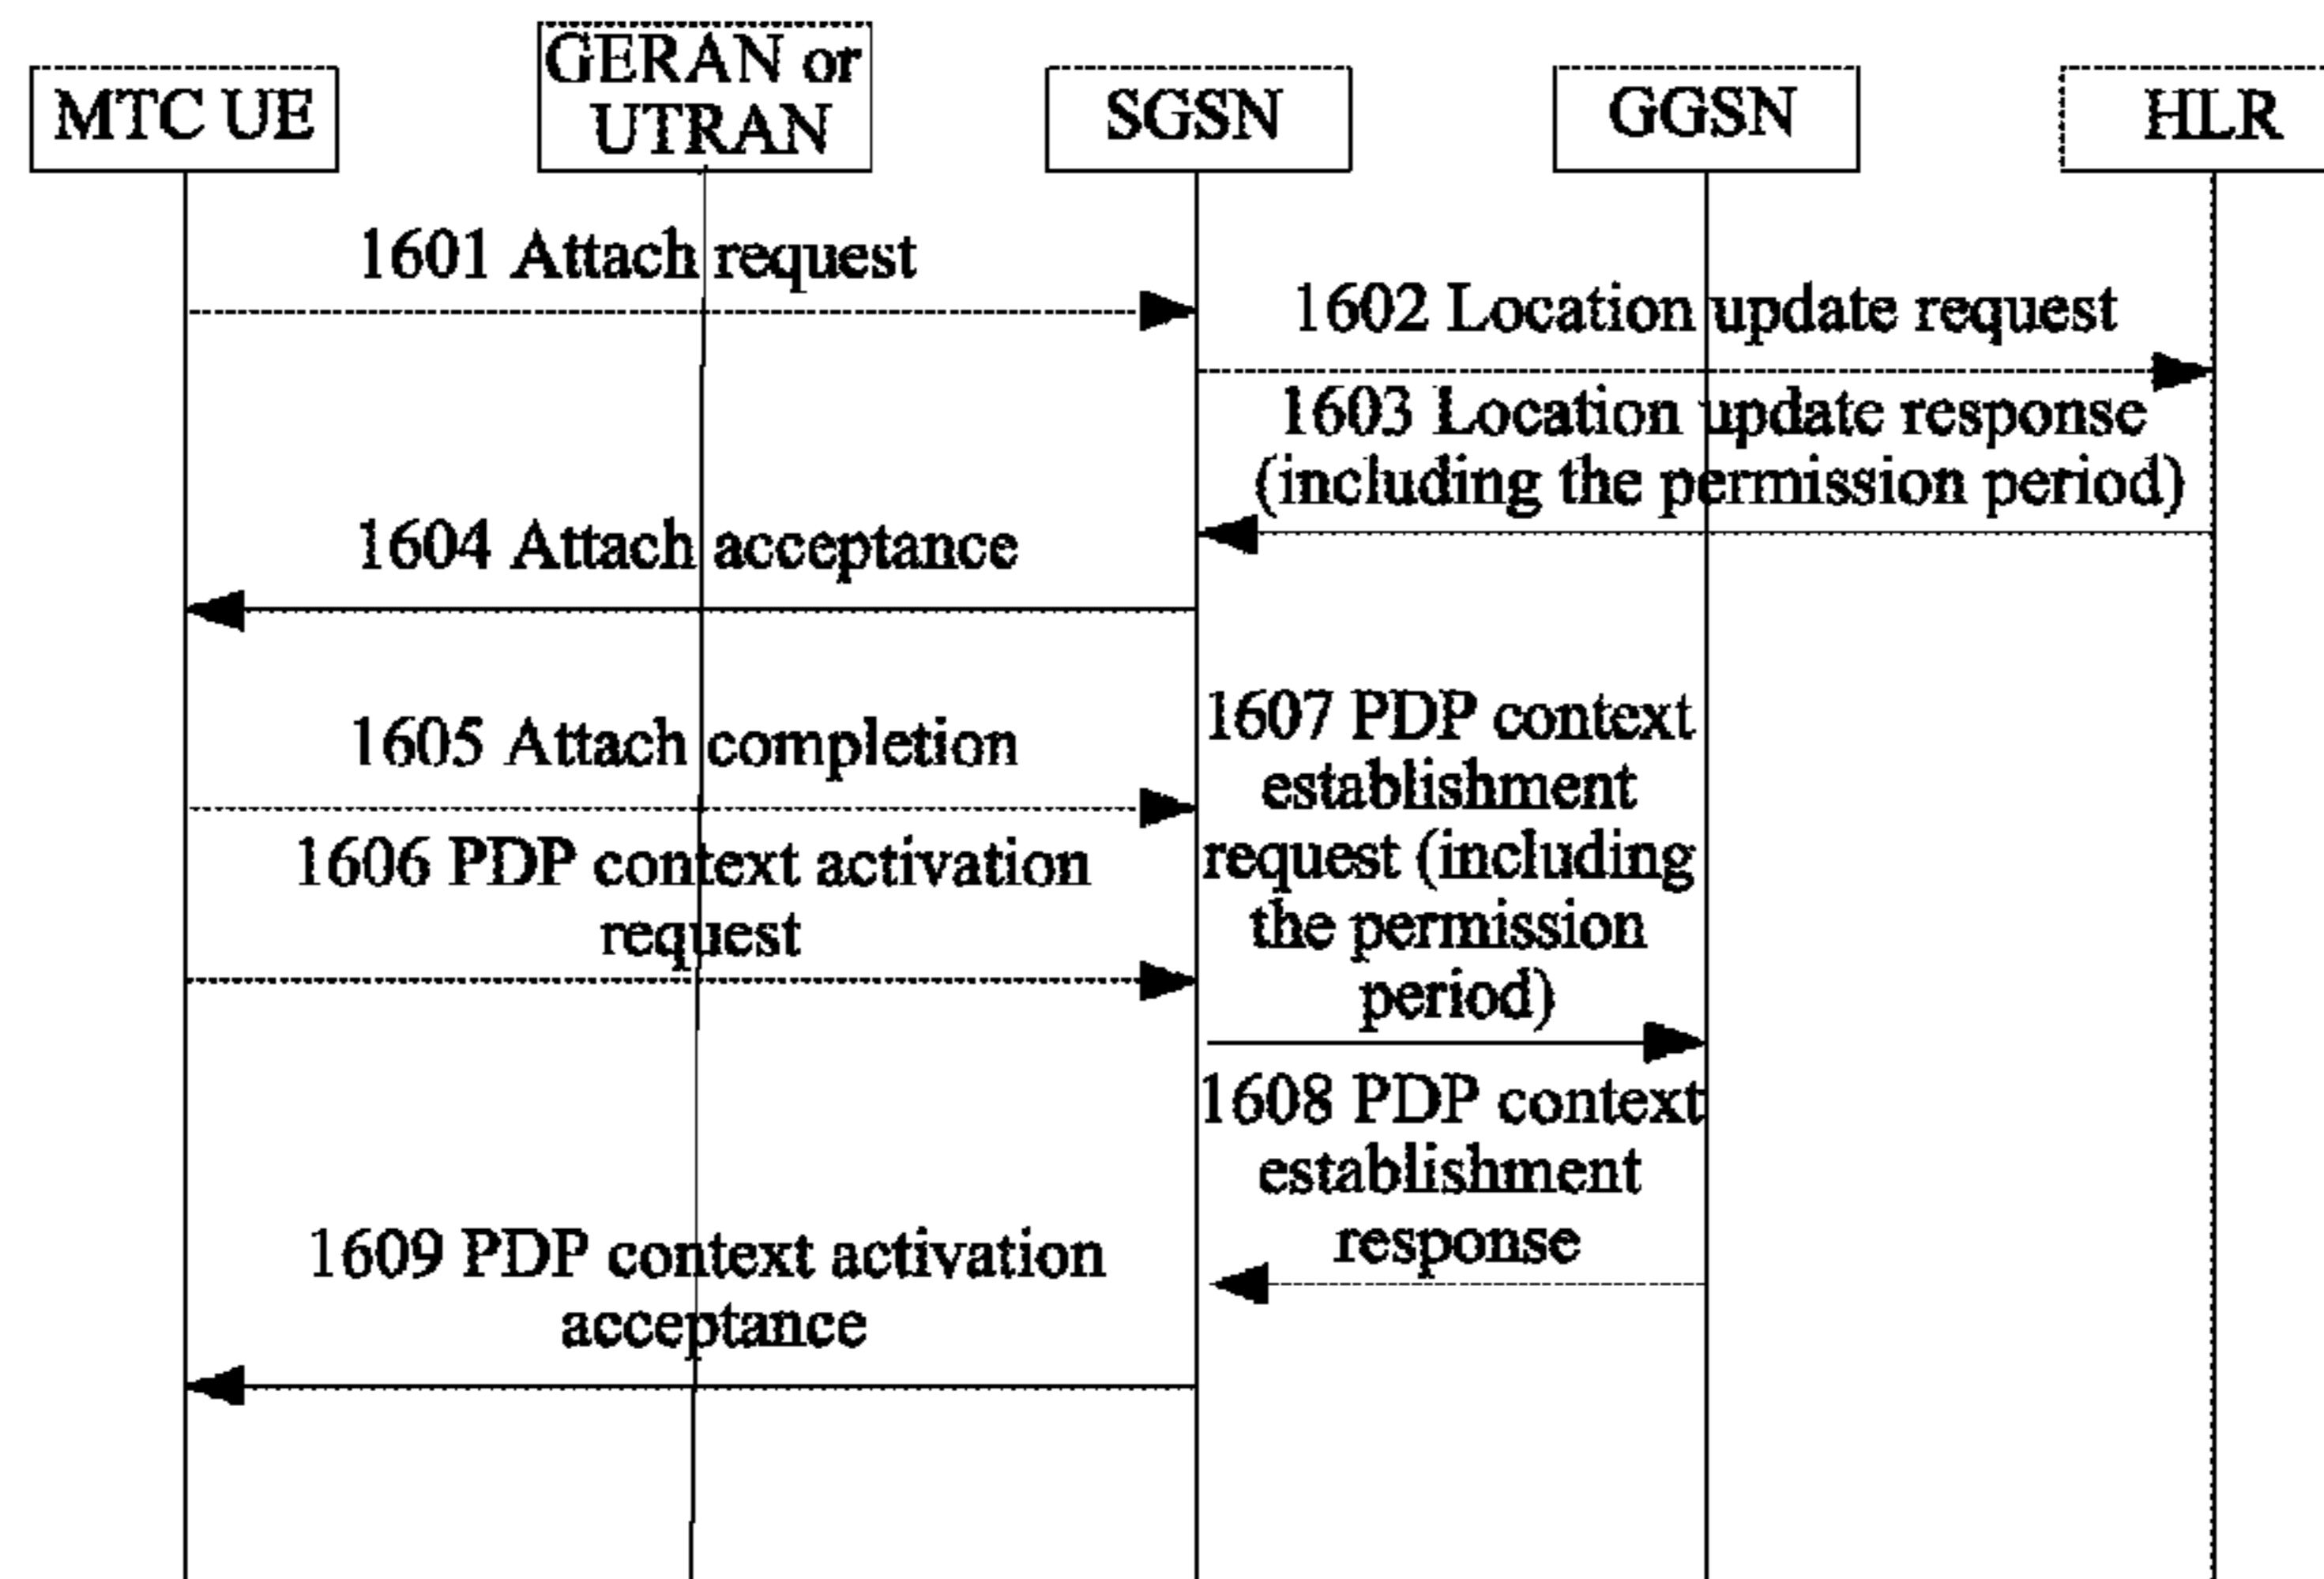 MTC UE
GERAN or
UTRAN
SGSN
GGSN
HLR
1601 Attach request
1602 Location update request
1603 Location update response
(including the permission period)
1604 Attach acceptance
1605 Attach completion
1606 PDP context activation
request
1607 PDP context
establishment
request (including
the permission
period)
1608 PDP context
establishment
response
1609 PDP context activation
acceptance